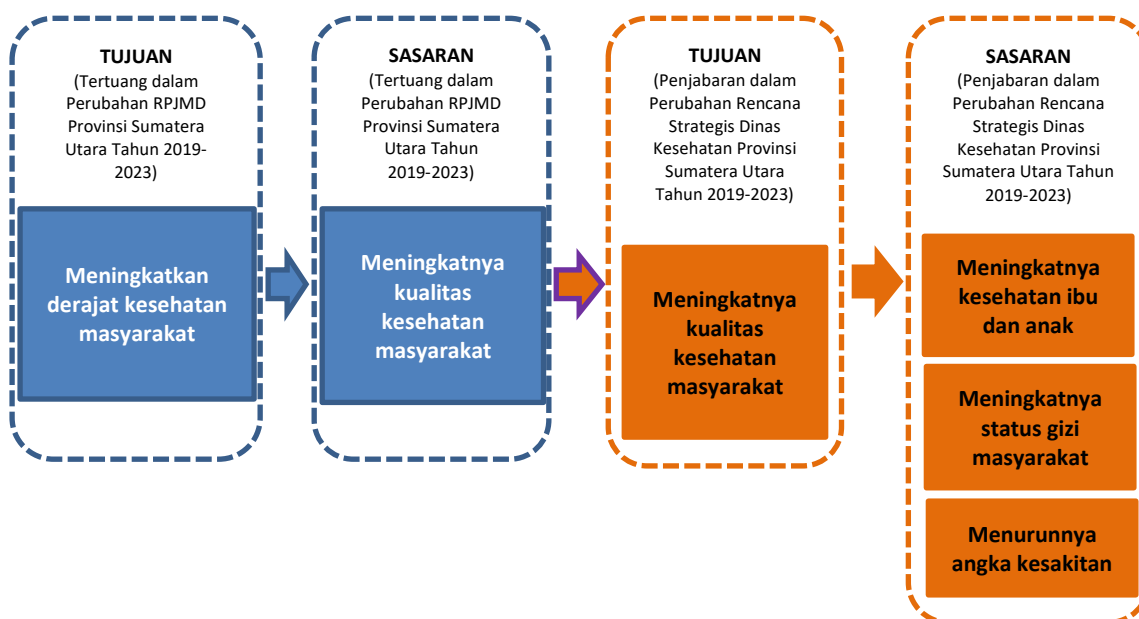 TUJUAN
(Tertuang dalam
Perubahan RPJMD
Provinsi Sumatera
Utara Tahun 2019-
2023)
Meningkatkan
derajat kesehatan
masyarakat
SASARAN
(Tertuang dalam
Perubahan RPJMD
Provinsi Sumatera
Utara Tahun
2019-2023)
Meningkatnya
kualitas
kesehatan
masyarakat
TUJUAN
(Penjabaran dalam
Perubahan Rencana
Strategis Dinas
Kesehatan Provinsi
Sumatera Utara
Tahun 2019-2023)
Meningkatnya
kualitas
kesehatan
masyarakat
SASARAN
(Penjabaran dalam
Perubahan Rencana
Strategis Dinas
Kesehatan Provinsi
Sumatera Utara Tahun
2019-2023)
Meningkatnya
kesehatan ibu
dan anak
Meningkatnya
status gizi
masyarakat
Menurunnya
angka kesakitan